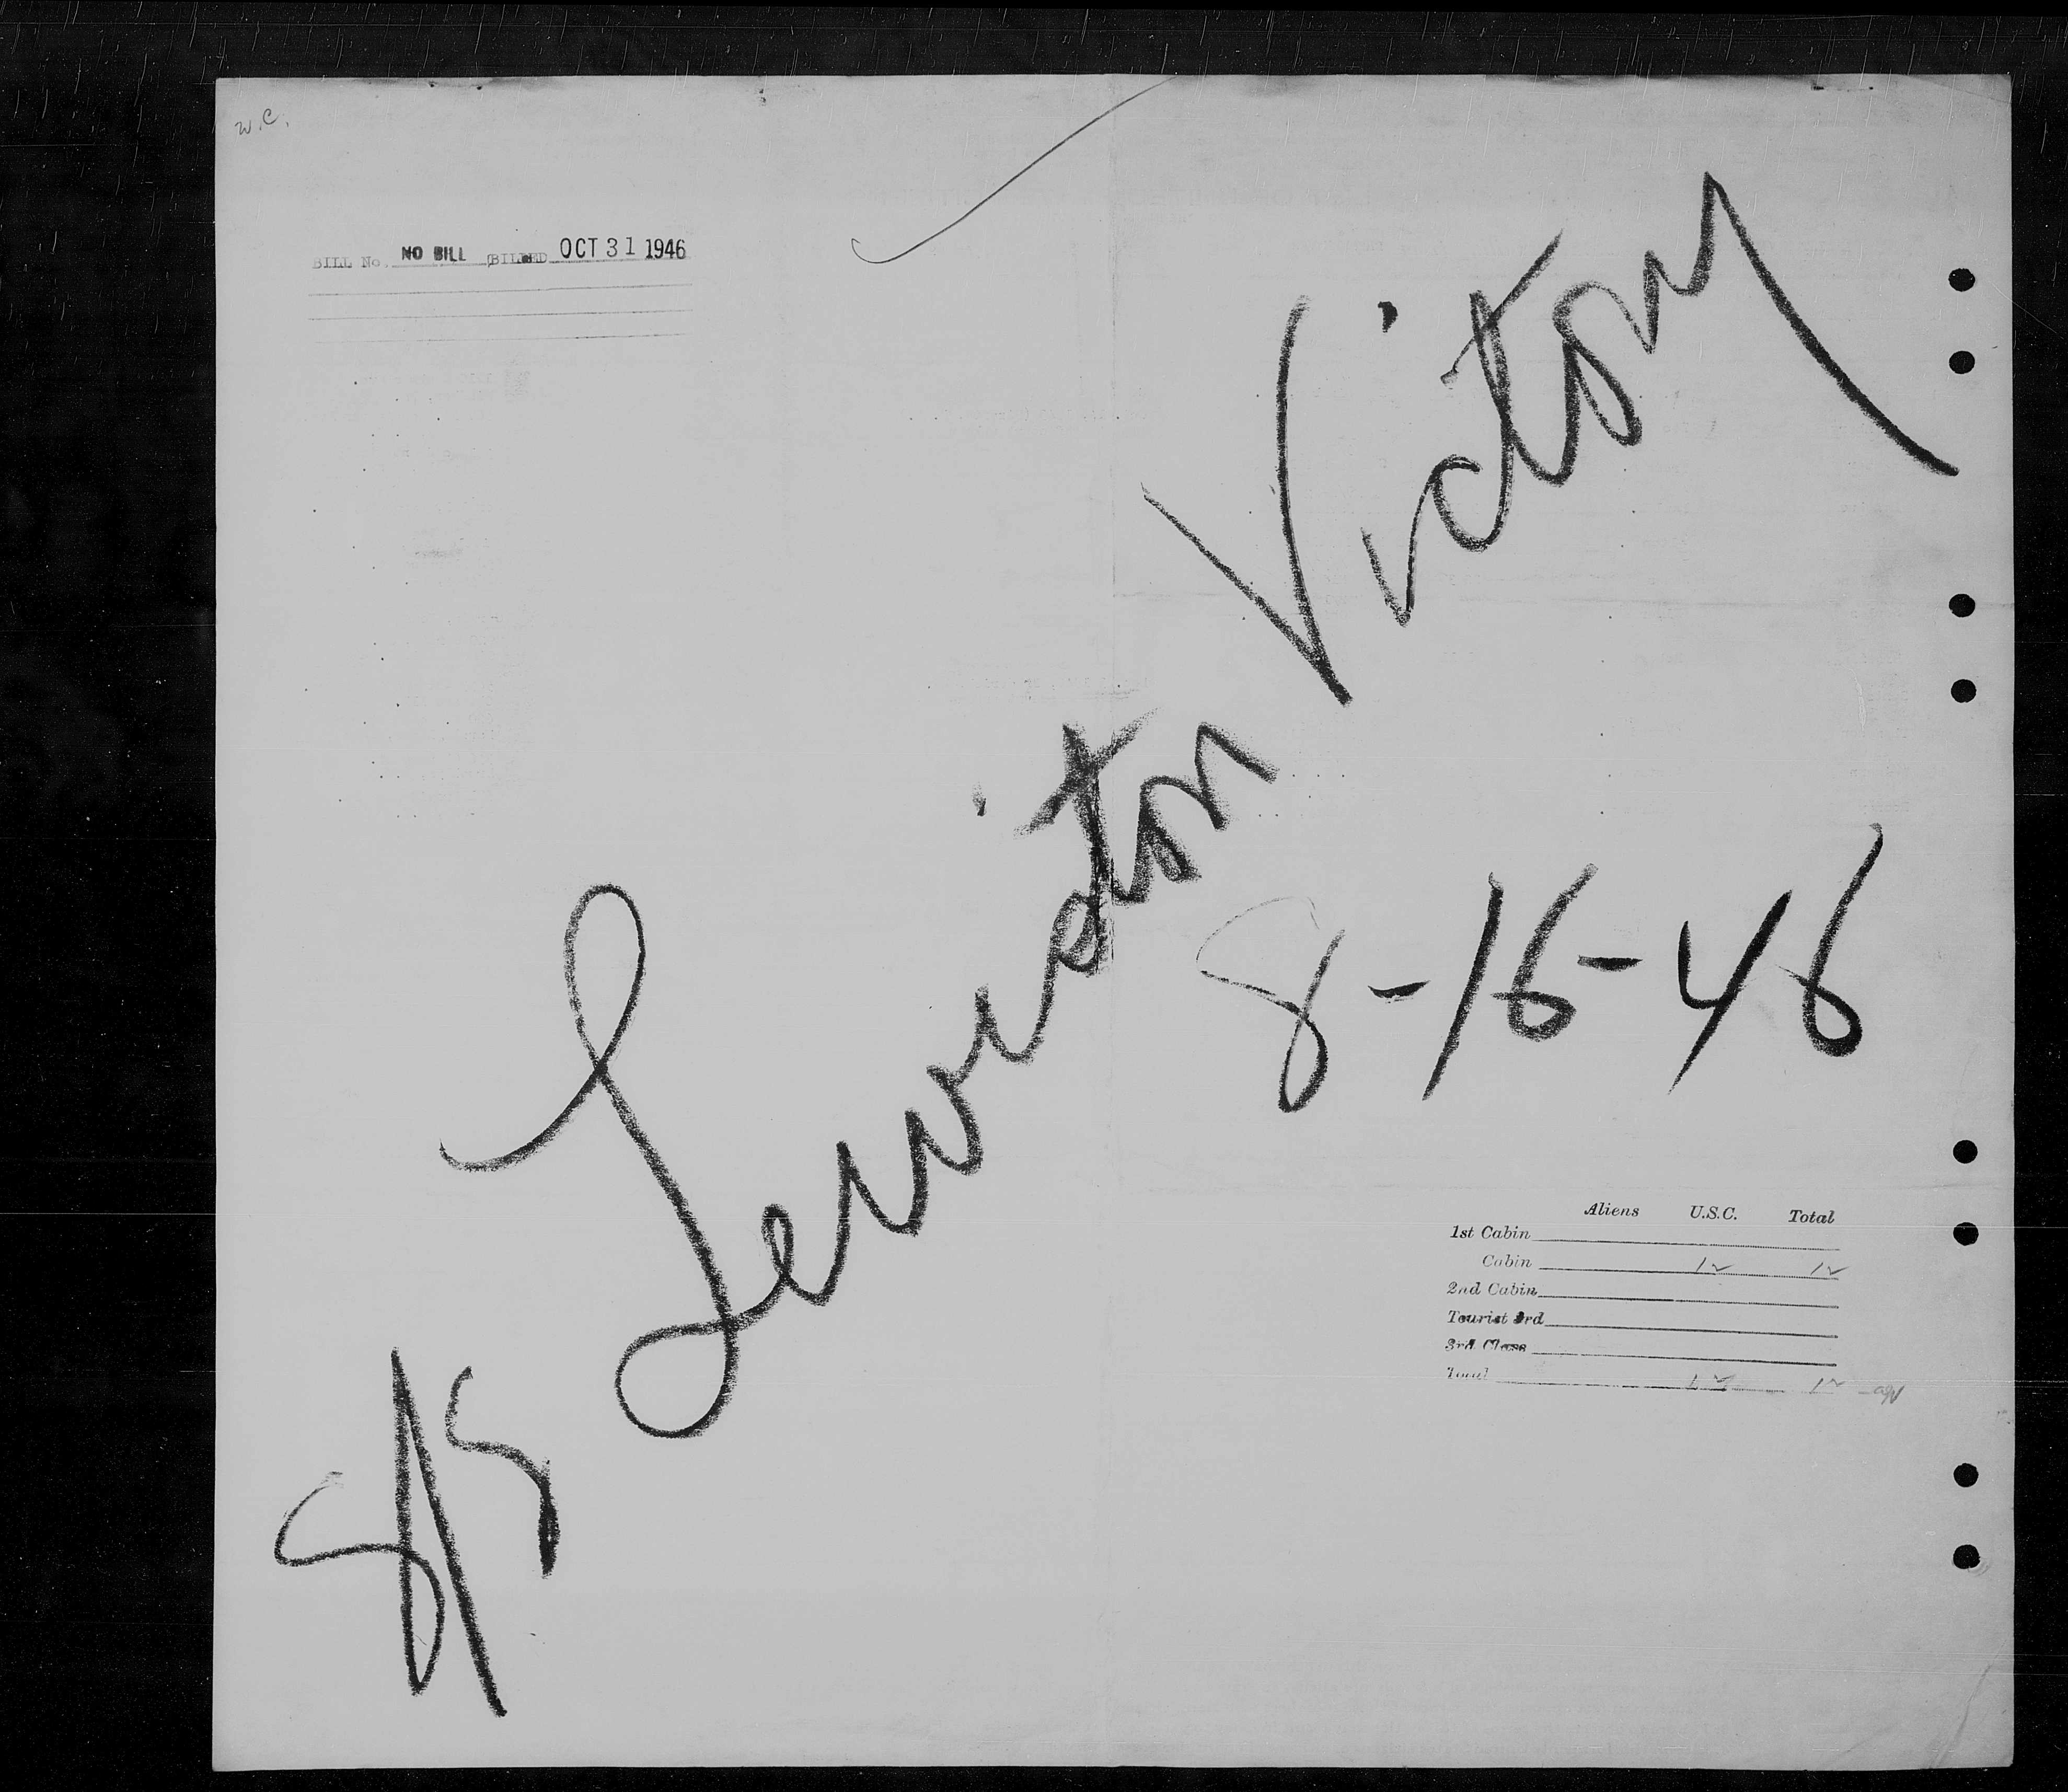 w.c.
BILL No. NO BILL BILLED OCT 31 1946
S/S Lewiston Victory
8-16-46
Aliens U.S.C. Total
1st Cabin
Cabin 12 12
2nd Cabin
Tourist 3rd
3rd Class
Total 12 12